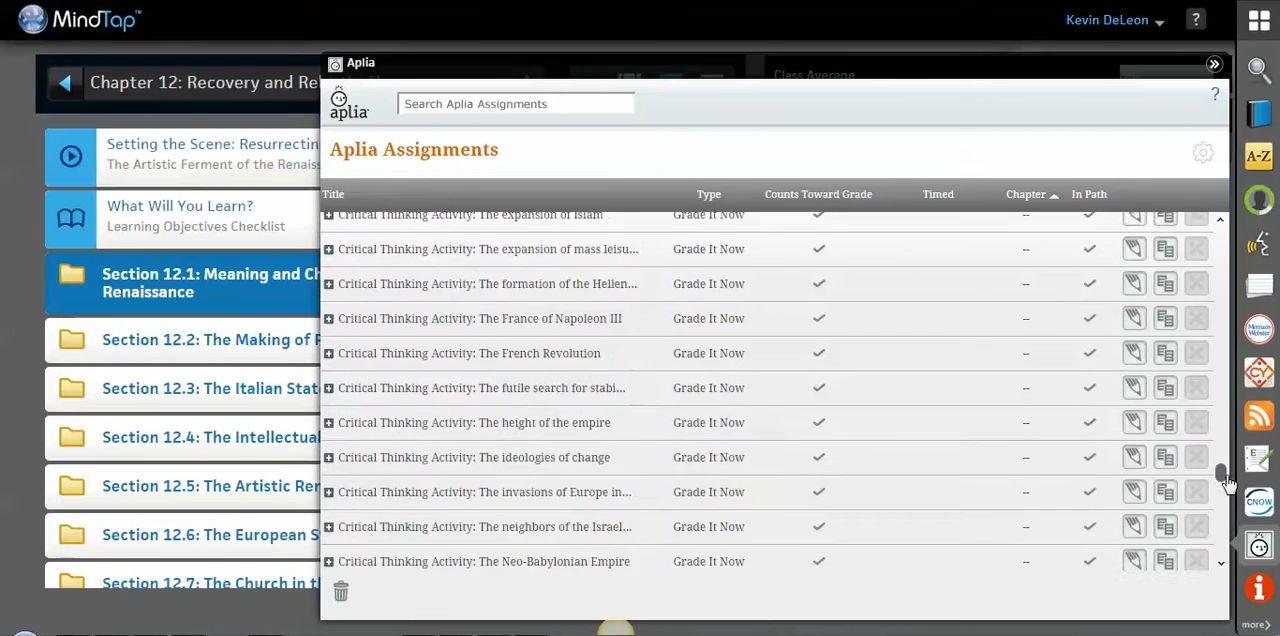 MindTap™
Kevin DeLeon
?
Chapter 12: Recovery and Re
Class Average
Aplia
aplia
Search Aplia Assignments
?
Aplia Assignments
Title Type Counts Toward Grade Timed Chapter In Path
Critical Thinking Activity: The expansion of Islam Grade It Now --
Critical Thinking Activity: The expansion of mass leisu... Grade It Now --
Critical Thinking Activity: The formation of the Hellen... Grade It Now --
Critical Thinking Activity: The France of Napoleon III Grade It Now --
Critical Thinking Activity: The French Revolution Grade It Now --
Critical Thinking Activity: The futile search for stabi... Grade It Now --
Critical Thinking Activity: The height of the empire Grade It Now --
Critical Thinking Activity: The ideologies of change Grade It Now --
Critical Thinking Activity: The invasions of Europe in... Grade It Now --
Critical Thinking Activity: The neighbors of the Israel... Grade It Now --
Critical Thinking Activity: The Neo-Babylonian Empire Grade It Now --
Setting the Scene: Resurrectin
The Artistic Ferment of the Renaiss
What Will You Learn?
Learning Objectives Checklist
Section 12.1: Meaning and Ch
Renaissance
Section 12.2: The Making of
Section 12.3: The Italian Stat
Section 12.4: The Intellectual
Section 12.5: The Artistic Ren
Section 12.6: The European S
Section 12.7: The Church in th
A-Z
Merriam
Webster
CY
CNOW
more>